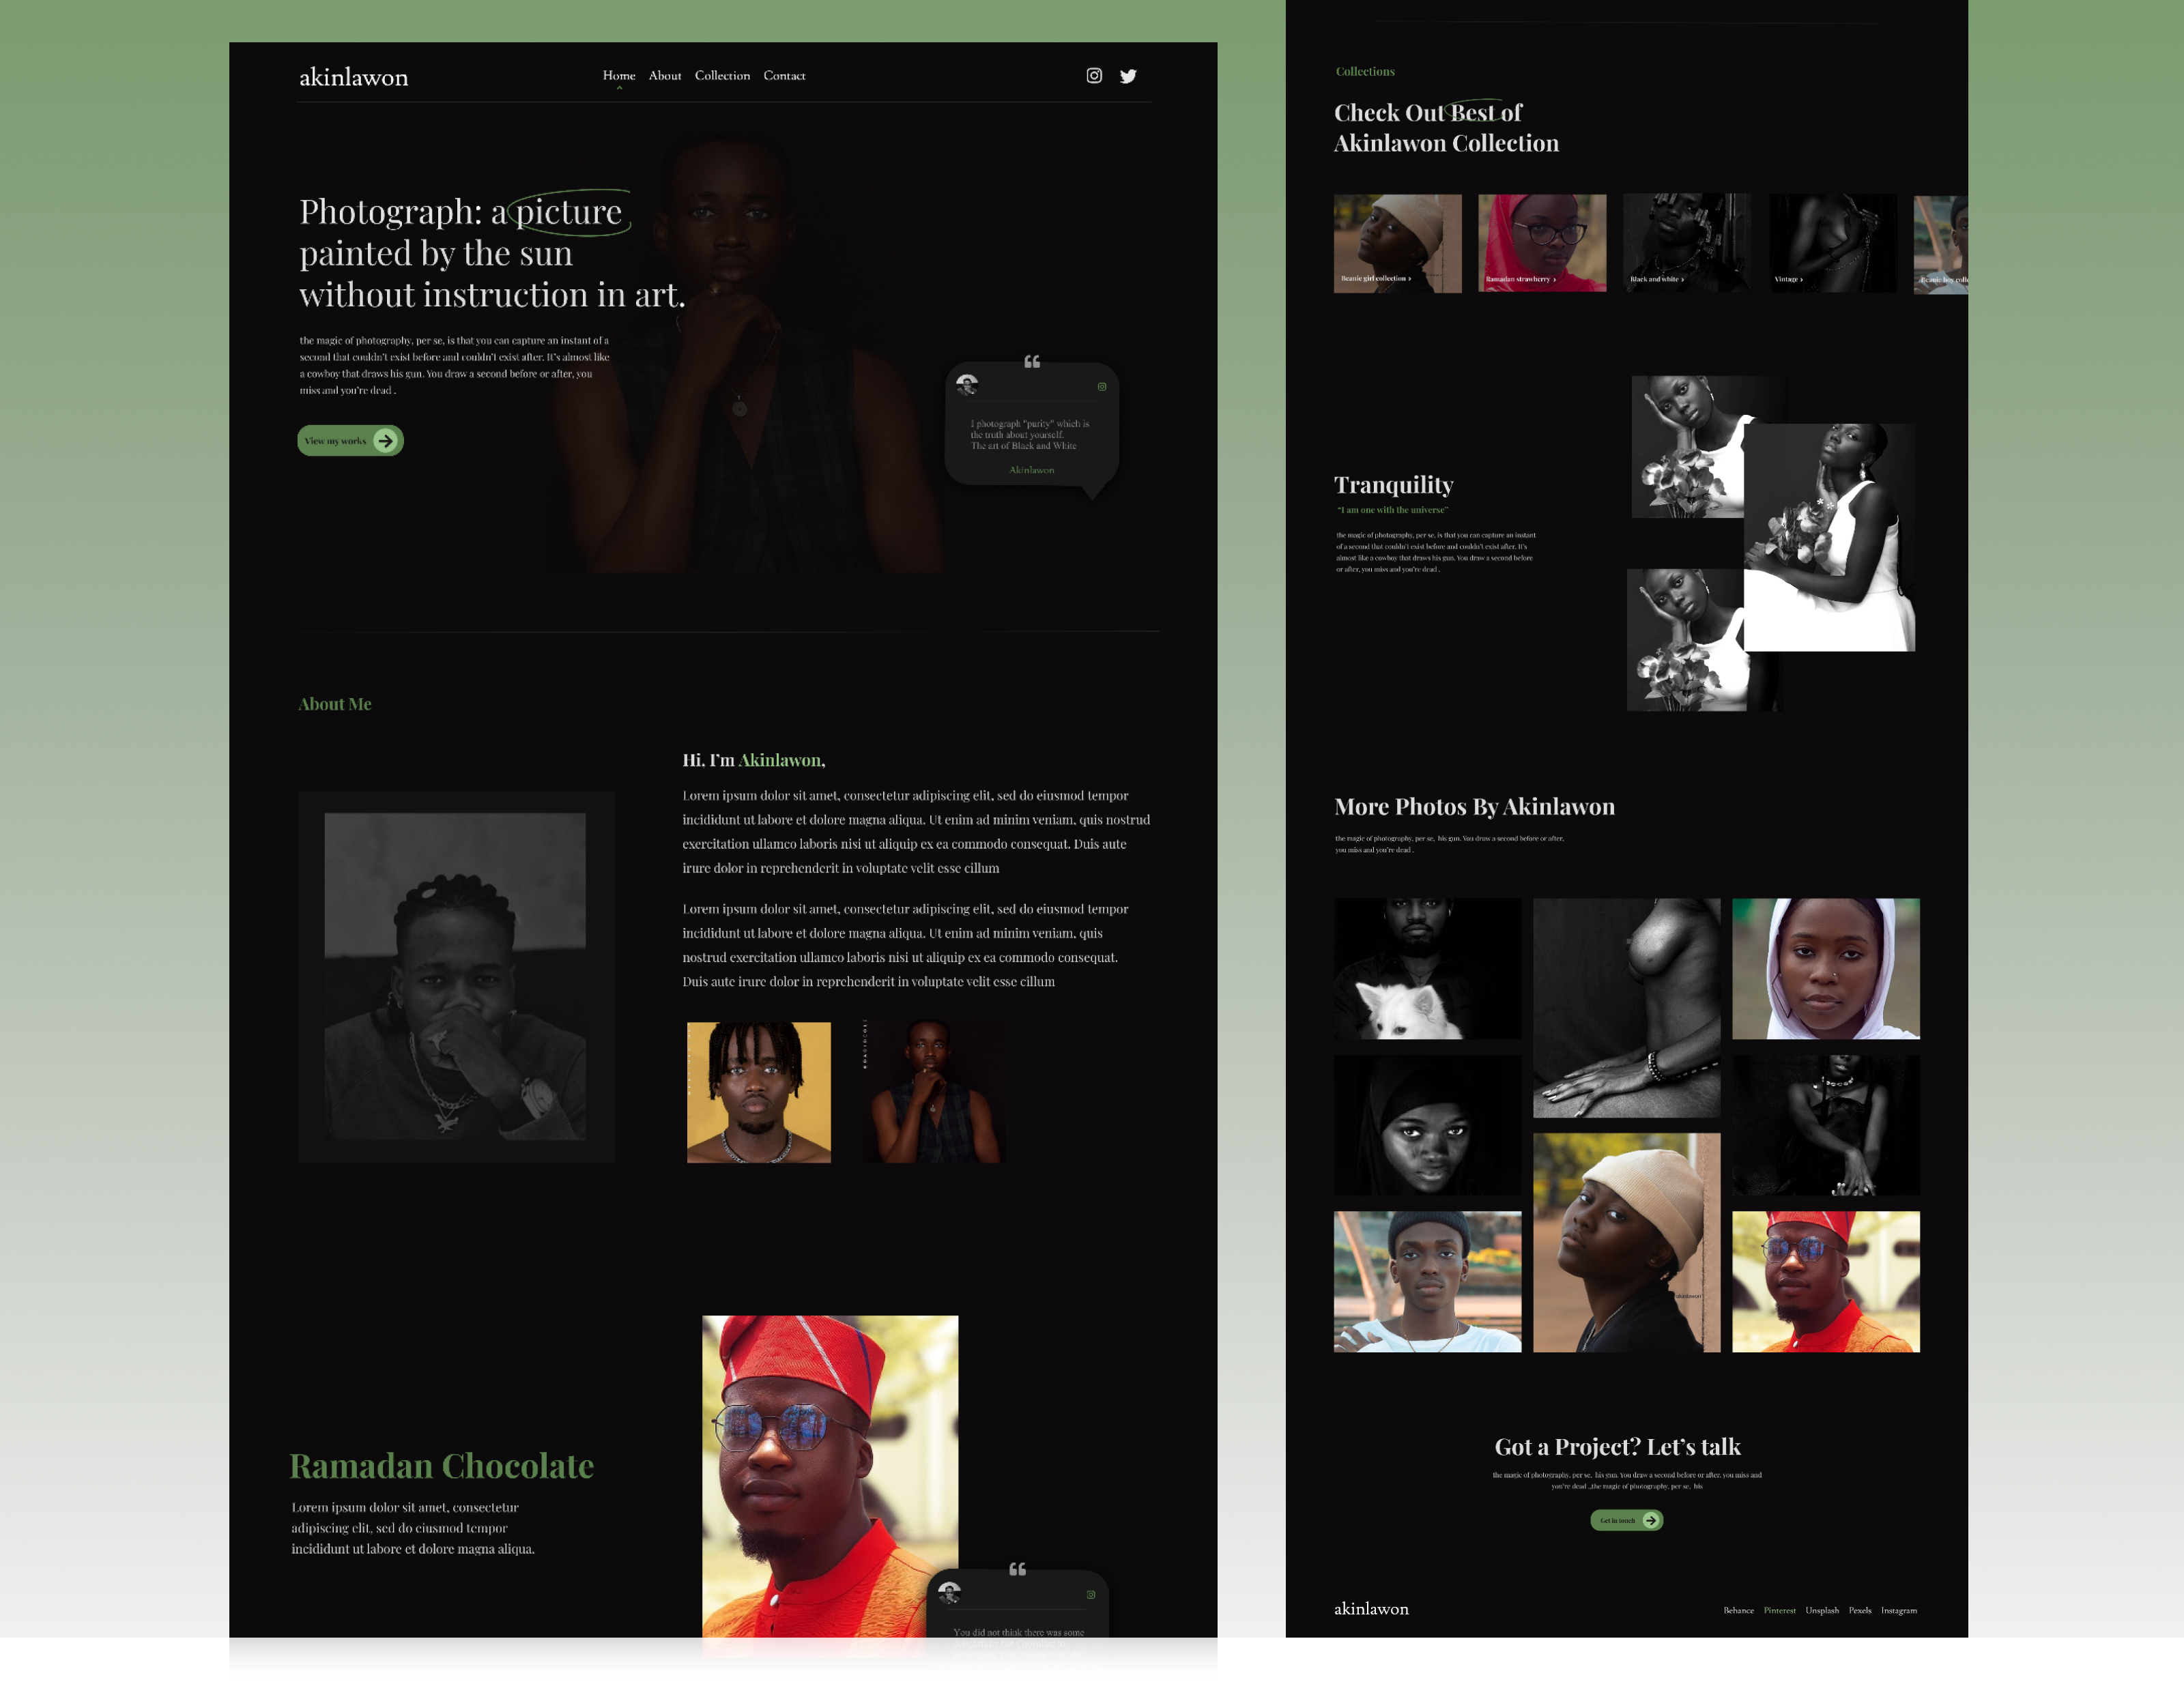 akinlawon
Home About Collection Contact
Photograph: a picture
painted by the sun
without instruction in art.
the magic of photography, per se, is that you can capture an instant of a
second that couldn't exist before and couldn't exist after. It's almost like
a cowboy that draws his gun. You draw a second before or after, you
miss and you're dead .
View my works
I photograph "purity" which is
the truth about yourself.
The art of Black and White
Akinlawon
About Me
Hi, I'm Akinlawon,
Lorem ipsum dolor sit amet, consectetur adipiscing elit, sed do eiusmod tempor
incididunt ut labore et dolore magna aliqua. Ut enim ad minim veniam, quis nostrud
exercitation ullamco laboris nisi ut aliquip ex ea commodo consequat. Duis aute
irure dolor in reprehenderit in voluptate velit esse cillum
Lorem ipsum dolor sit amet, consectetur adipiscing elit, sed do eiusmod tempor
incididunt ut labore et dolore magna aliqua. Ut enim ad minim veniam, quis
nostrud exercitation ullamco laboris nisi ut aliquip ex ea commodo consequat.
Duis aute irure dolor in reprehenderit in voluptate velit esse cillum
Ramadan Chocolate
Lorem ipsum dolor sit amet, consectetur
adipiscing elit, sed do eiusmod tempor
incididunt ut labore et dolore magna aliqua.
You did not think there was some
Collections
Check Out Best of
Akinlawon Collection
Beanie girl collection >
Ramadan strawberry >
Black and white >
Vintage >
Beanie boy colle
Tranquility
"I am one with the universe"
the magic of photography, per se, is that you can capture an instant
of a second that couldn't exist before and couldn't exist after. It's
almost like a cowboy that draws his gun. You draw a second before
or after, you miss and you're dead .
More Photos By Akinlawon
the magic of photography, per se, his gun. You draw a second before or after,
you miss and you're dead .
akinlawon
Got a Project? Let's talk
the magic of photography, per se, his gun. You draw a second before or after, you miss and
you're dead .,the magic of photography, per se, his
Get in touch
akinlawon
Behance Pinterest Unsplash Pexels Instagram